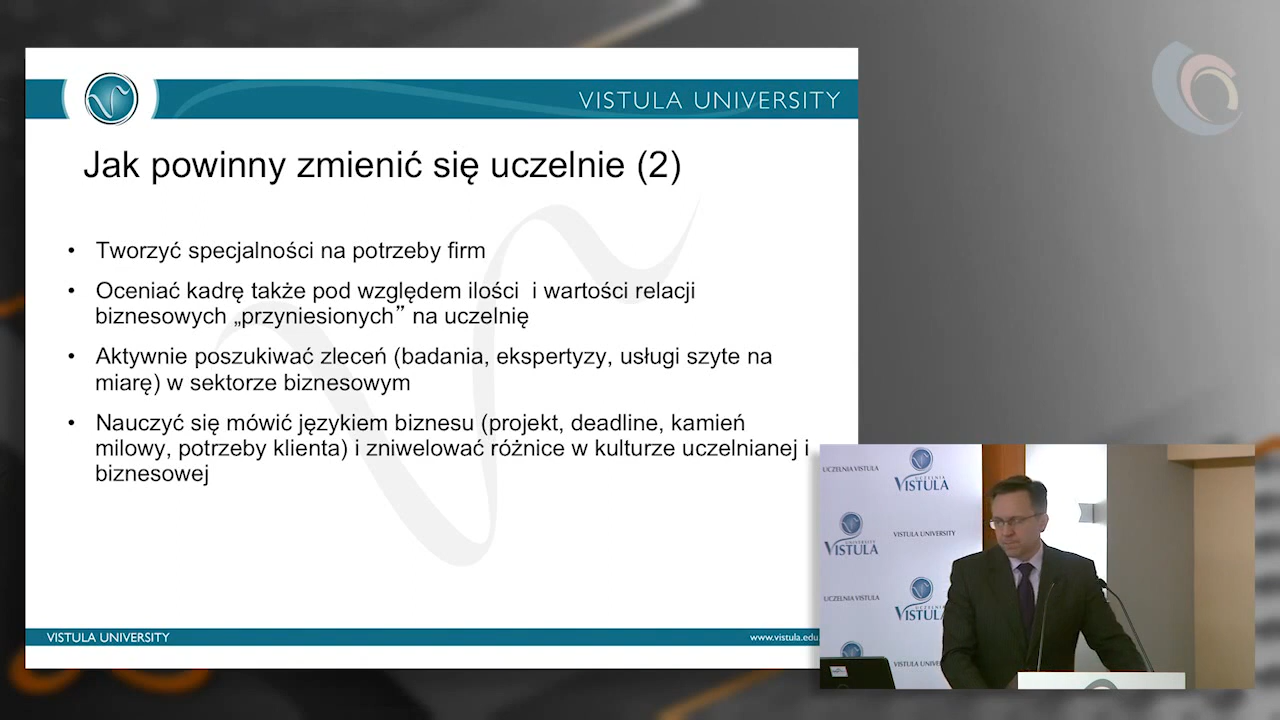 VISTULA UNIVERSITY
Jak powinny zmienić się uczelnie (2)
• Tworzyć specjalności na potrzeby firm
• Oceniać kadrę także pod względem ilości i wartości relacji
biznesowych „przyniesionych” na uczelnię
• Aktywnie poszukiwać zleceń (badania, ekspertyzy, usługi szyte na
miarę) w sektorze biznesowym
• Nauczyć się mówić językiem biznesu (projekt, deadline, kamień
milowy, potrzeby klienta) i zniwelować różnice w kulturze uczelnianej i
biznesowej
VISTULA UNIVERSITY
www.vistula.edu.
UCZELNIA VISTULA
UCZELNIA
VISTULA
UNIVERSITY
VISTULA
VISTULA UNIVERSITY
UCZELNIA VISTULA
UCZELNIA
VISTULA
VISTULA UNIVE